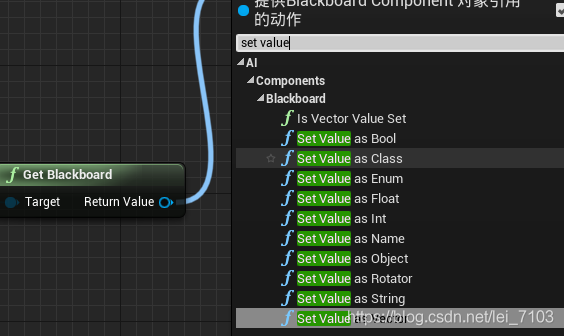 提供Blackboard Component 对象引用
的动作
set value
AI
Components
Blackboard
f Is Vector Value Set
f Set Value as Bool
f Set Value as Class
f Set Value as Enum
f Set Value as Float
f Set Value as Int
f Set Value as Name
f Set Value as Object
f Set Value as Rotator
f Set Value as String
f Set Value as Vector
f Get Blackboard
Target Return Value
https://blog.csdn.net/lei_7103